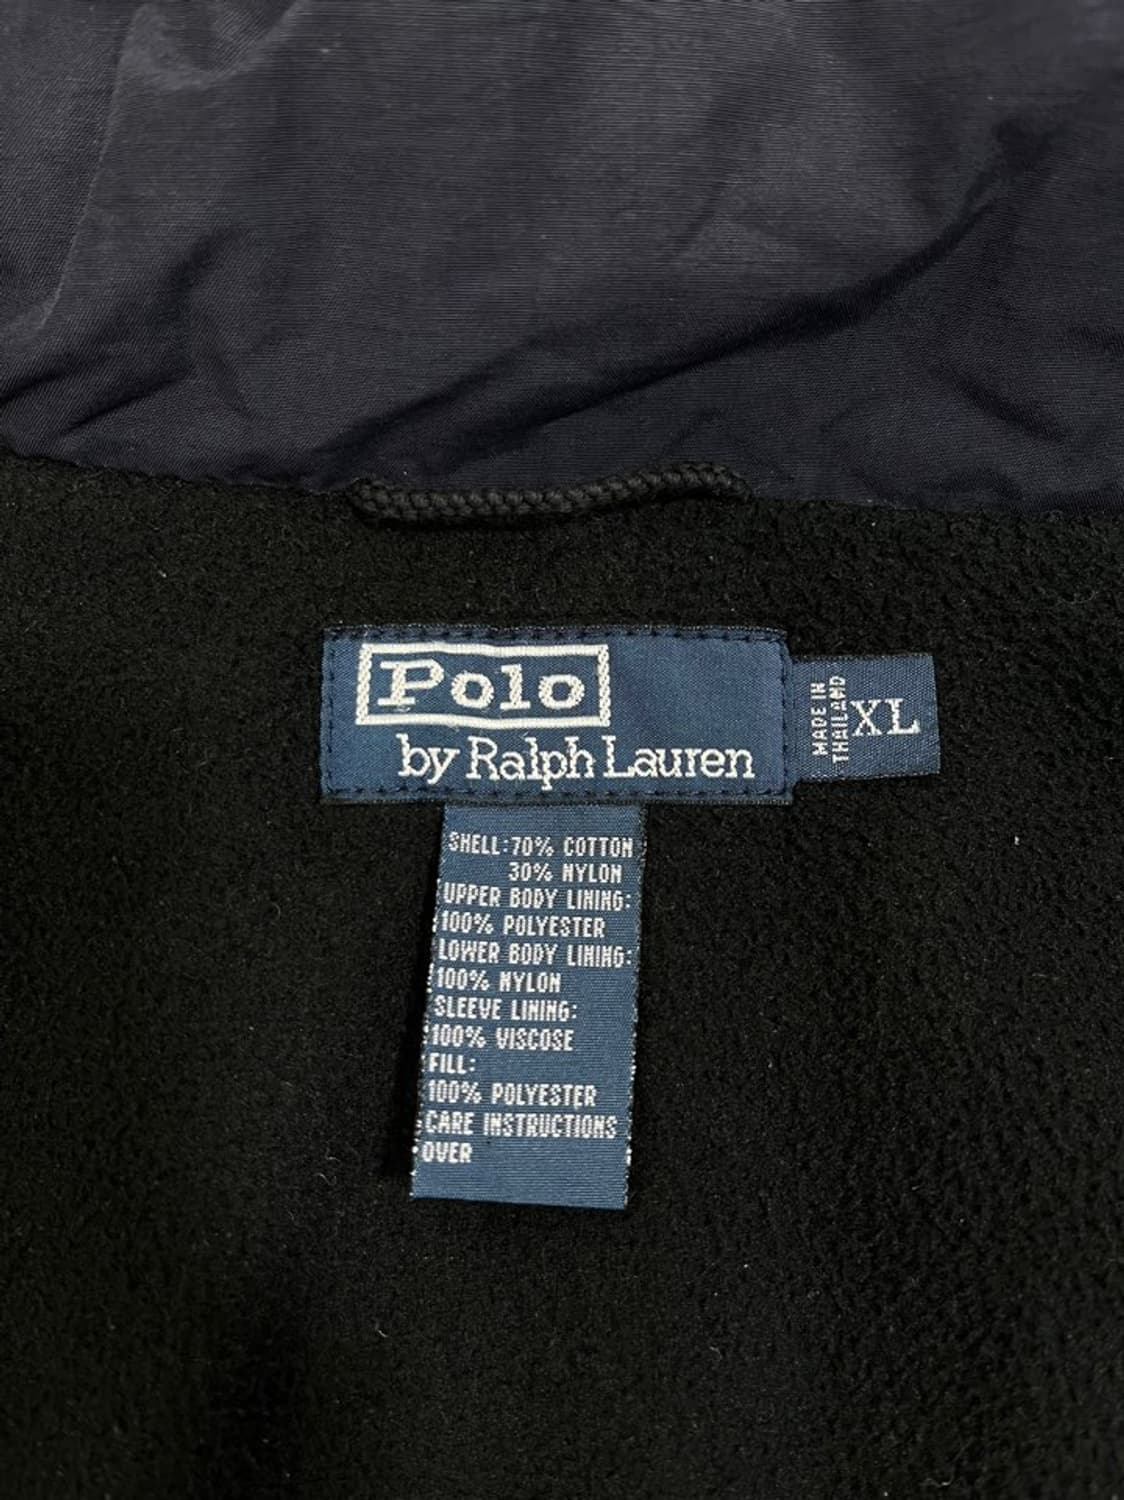 Polo
by Ralph Lauren
MADE IN
THAILAND
XL
SHELL:70% COTTON
30% NYLON
UPPER BODY LINING:
100% POLYESTER
LOWER BODY LINING:
100% NYLON
SLEEVE LINING:
100% VISCOSE
FILL:
100% POLYESTER
CARE INSTRUCTIONS
OVER